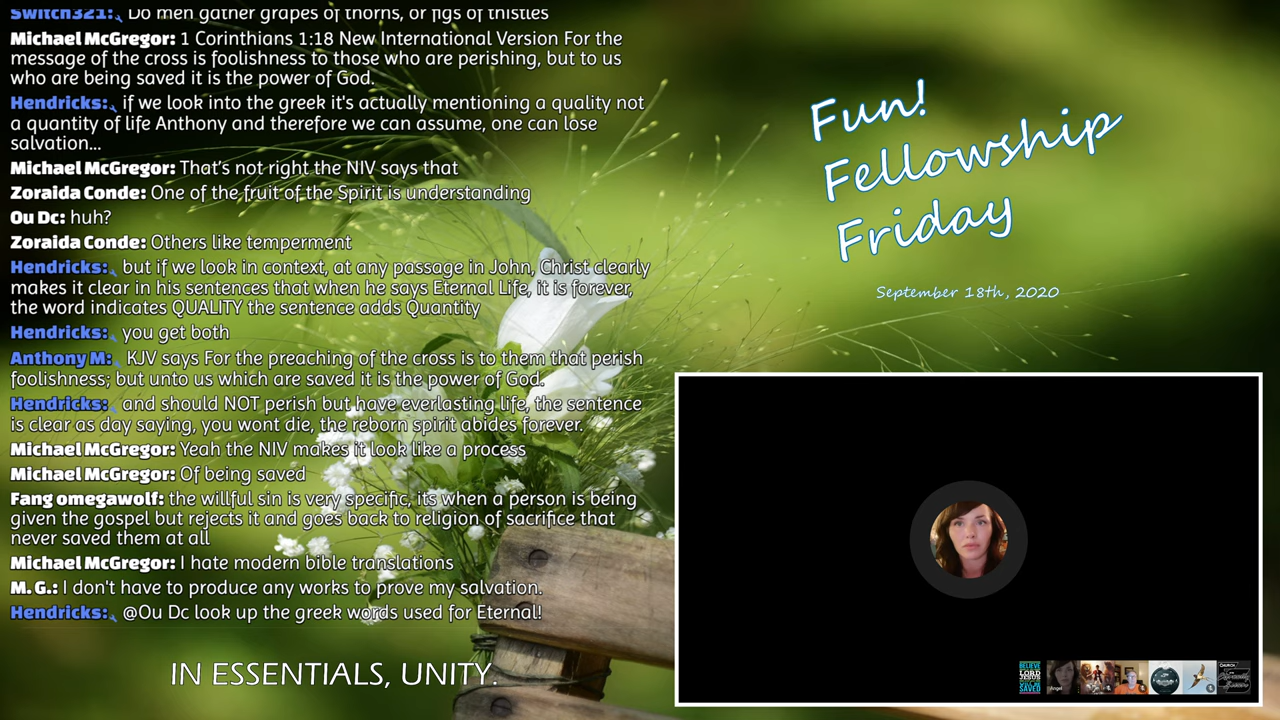 Switch321: Do men gather grapes of thorns, or figs of thistles
Michael McGregor: 1 Corinthians 1:18 New International Version For the
message of the cross is foolishness to those who are perishing, but to us
who are being saved it is the power of God.
Hendricks: if we look into the greek it's actually mentioning a quality not
a quantity of life Anthony and therefore we can assume, one can lose
salvation...
Michael McGregor: That's not right the NIV says that
Zoraida Conde: One of the fruit of the Spirit is understanding
Ou Dc: huh?
Zoraida Conde: Others like temperment
Hendricks: but if we look in context, at any passage in John, Christ clearly
makes it clear in his sentences that when he says Eternal Life, it is forever,
the word indicates QUALITY the sentence adds Quantity
Hendricks: you get both
Anthony M: KJV says For the preaching of the cross is to them that perish
foolishness; but unto us which are saved it is the power of God.
Hendricks: and should NOT perish but have everlasting life, the sentence
is clear as day saying, you wont die, the reborn spirit abides forever.
Michael McGregor: Yeah the NIV makes it look like a process
Michael McGregor: Of being saved
Fang omegawolf: the willful sin is very specific, its when a person is being
given the gospel but rejects it and goes back to religion of sacrifice that
never saved them at all
Michael McGregor: I hate modern bible translations
M. G.: I don't have to produce any works to prove my salvation.
Hendricks: @Ou Dc look up the greek words used for Eternal!
IN ESSENTIALS, UNITY.
Fun!
Fellowship
Friday
September 18th, 2020
BELIEVE
LORD
JESUS
SAVED
Angel
CHURCH